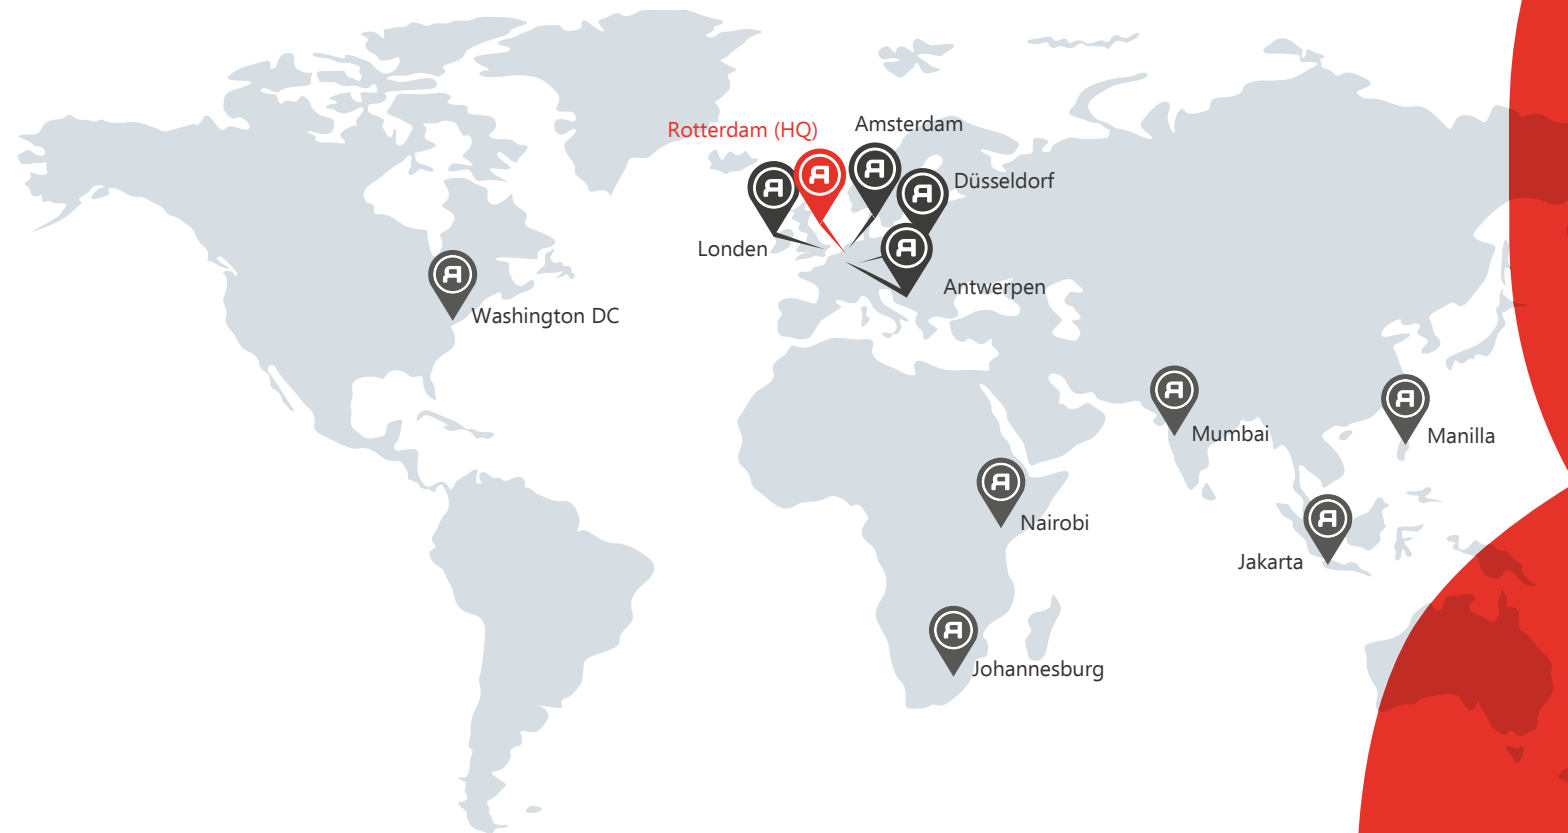 Rotterdam (HQ)
Amsterdam
Düsseldorf
Londen
Antwerpen
Washington DC
Mumbai
Manilla
Nairobi
Jakarta
Johannesburg